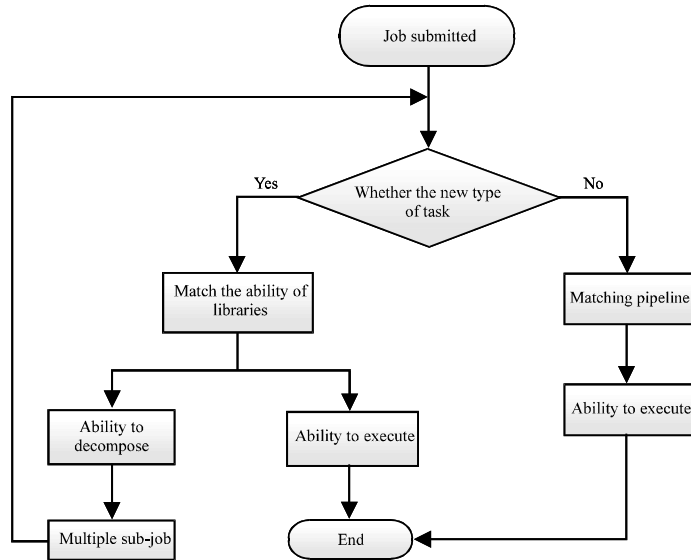 Job submitted
Yes
No
Whether the new type
of task
Match the ability of
libraries
Matching pipeline
Ability to
decompose
Ability to execute
Ability to execute
Multiple sub-job
End